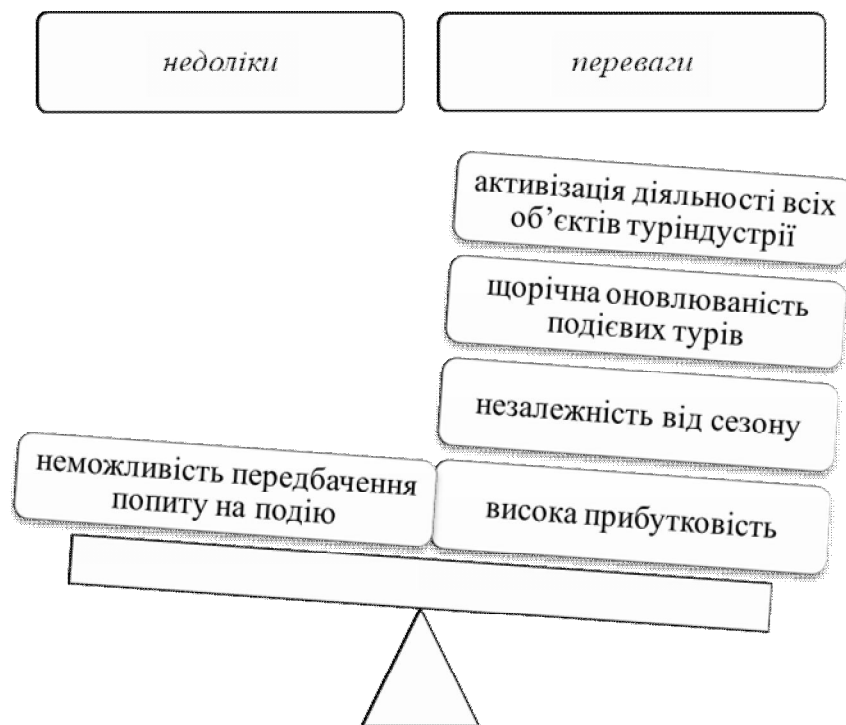 недоліки
переваги
активізація діяльності всіх
об’єктів туріндустрії
щорічна оновлюваність
подієвих турів
незалежність від сезону
неможливість передбачення
попиту на подію
висока прибутковість